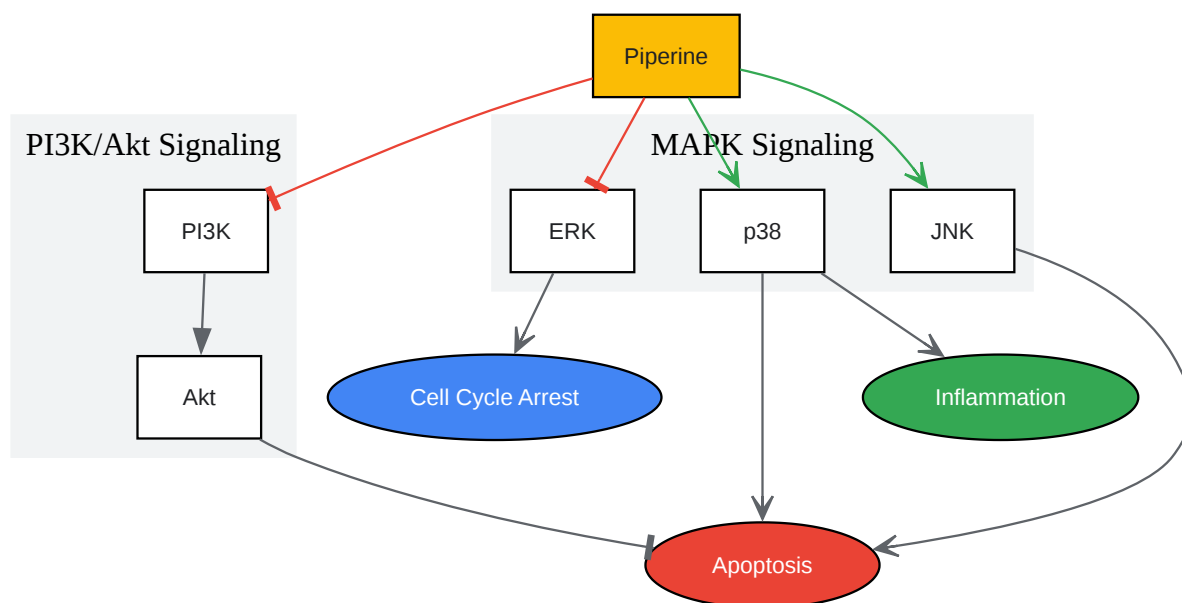 Piperine
PI3K/Akt Signaling
MAPK Signaling
PI3K
ERK
p38
JNK
Akt
Cell Cycle Arrest
Inflammation
Apoptosis